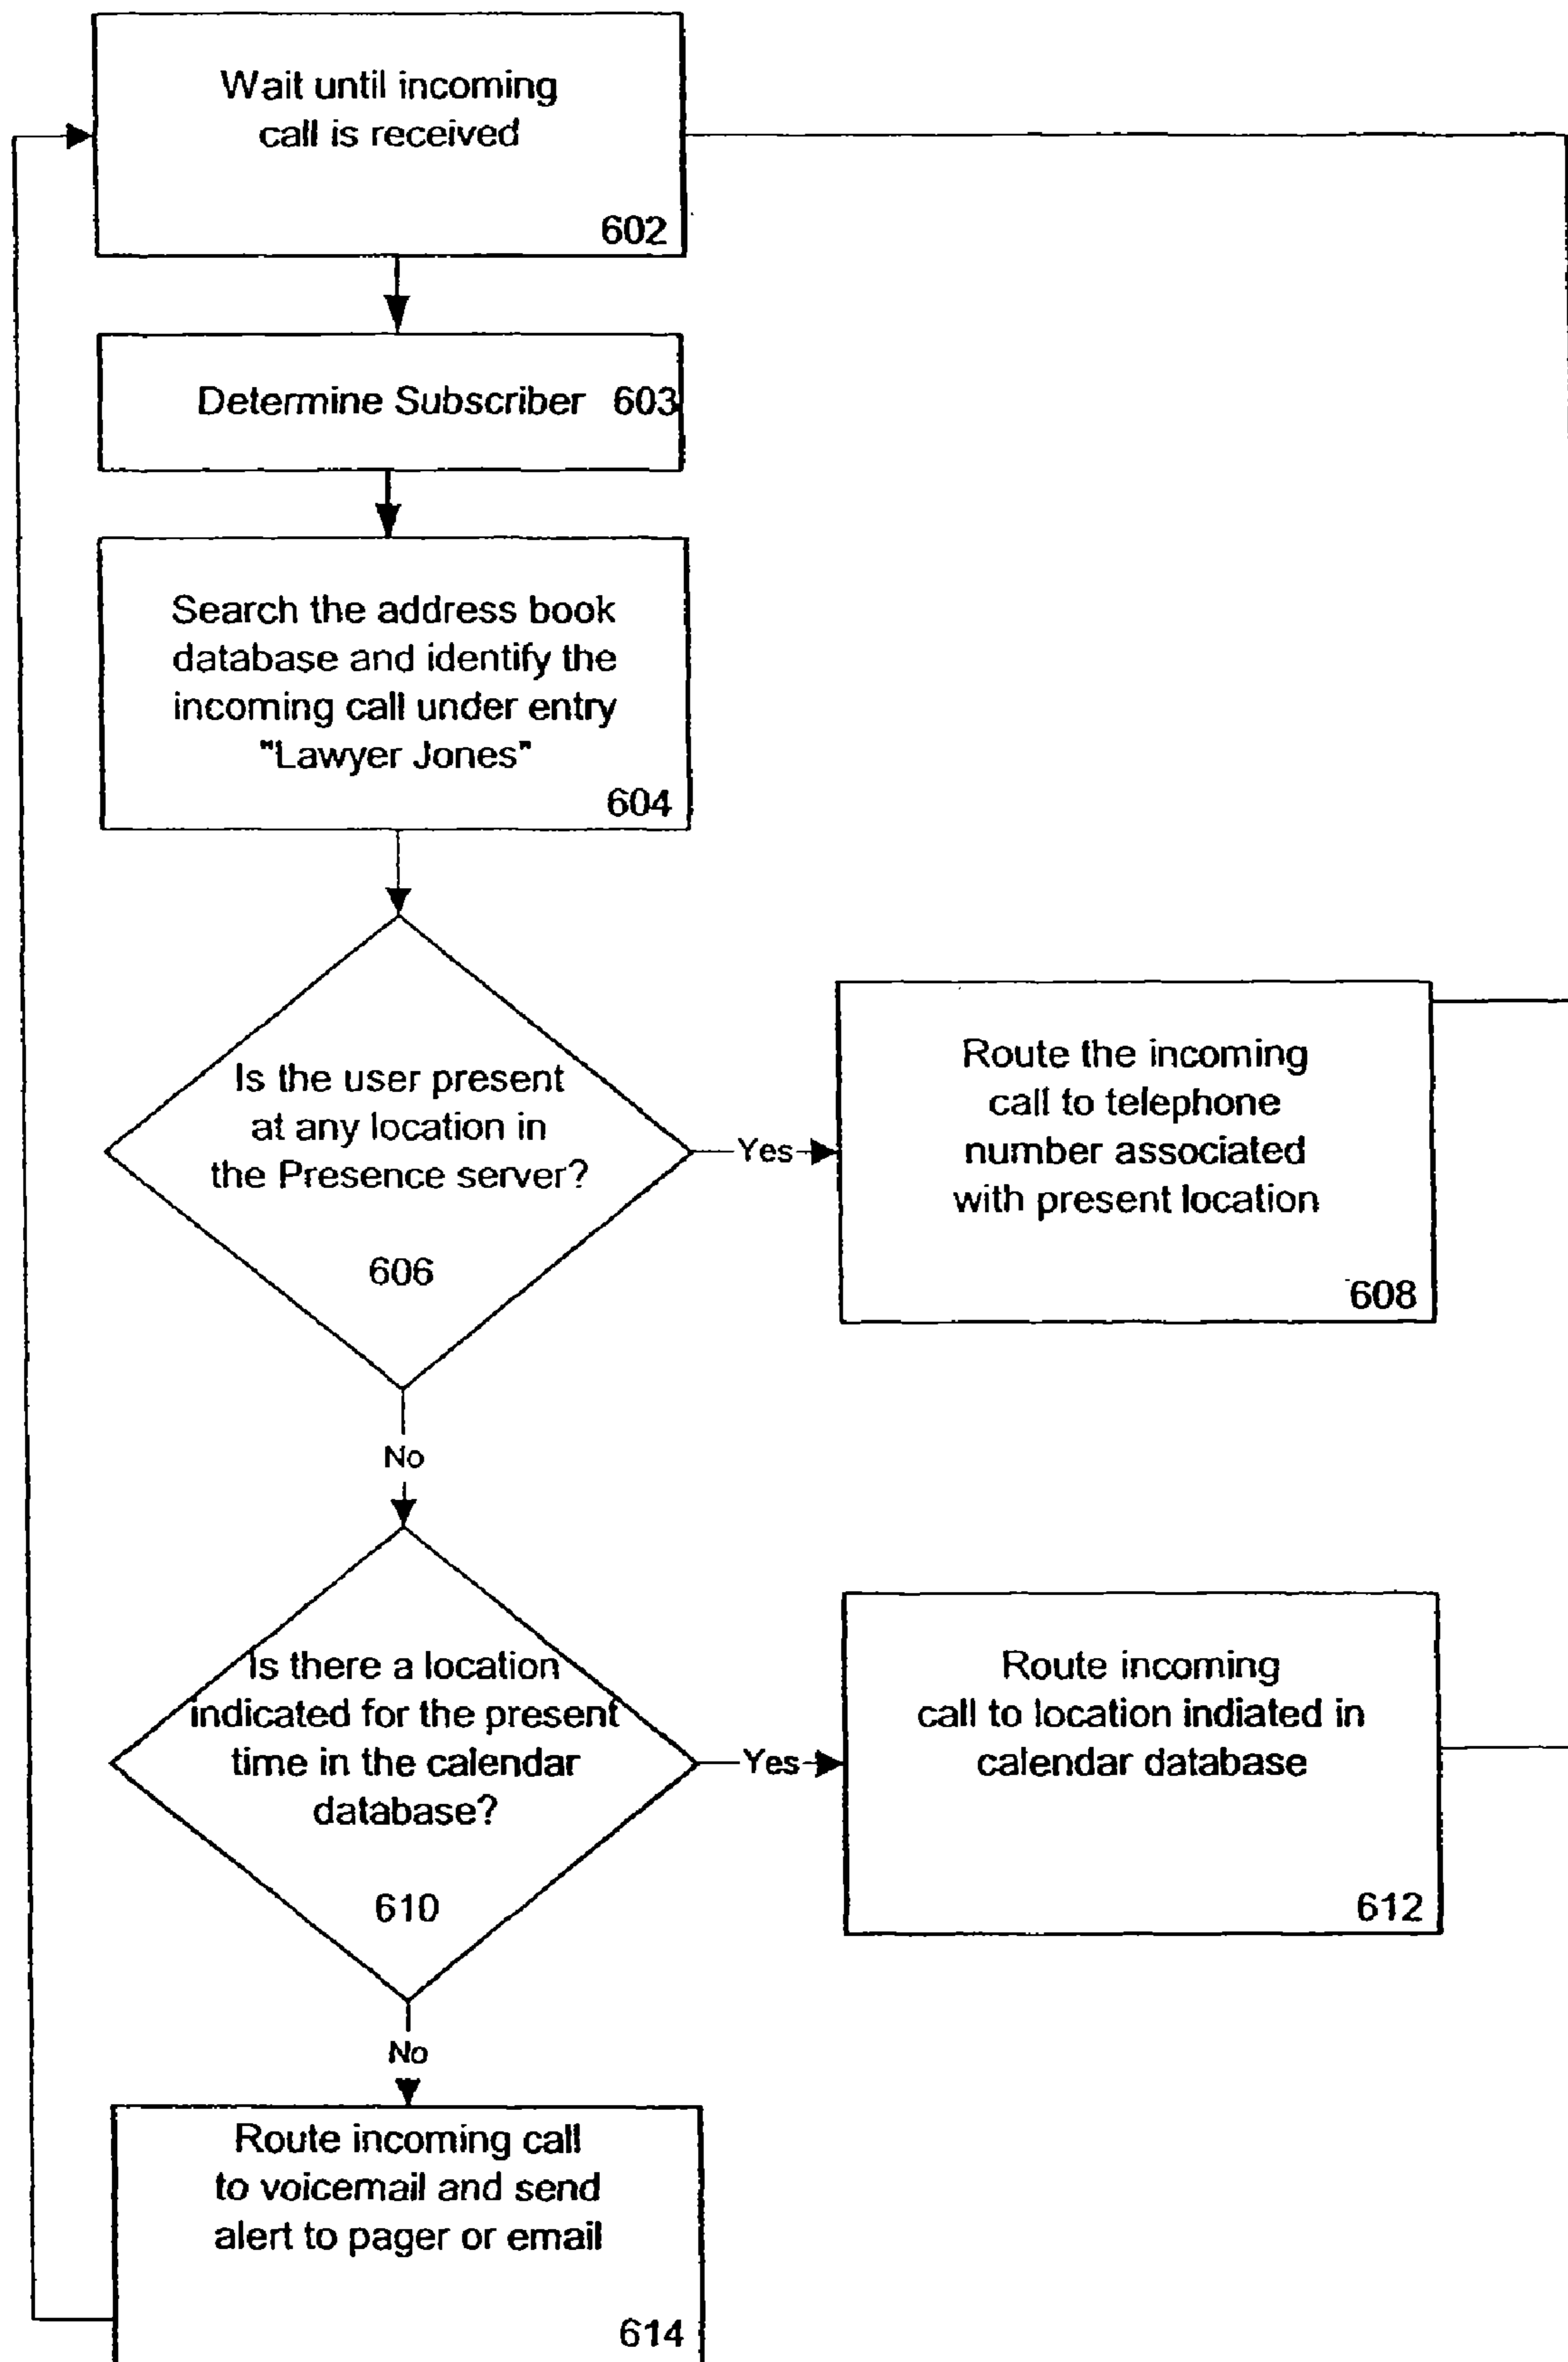 Wait until incoming
call is received
602
Determine Subscriber 603
Search the address book
database and identify the
incoming call under entry
"Lawyer Jones"
604
Is the user present
at any location in
the Presence server?
606
Yes
Route the incoming
call to telephone
number associated
with present location
608
No
Is there a location
indicated for the present
time in the calendar
database?
610
Yes
Route incoming
call to location indiated in
calendar database
612
No
Route incoming call
to voicemail and send
alert to pager or email
614